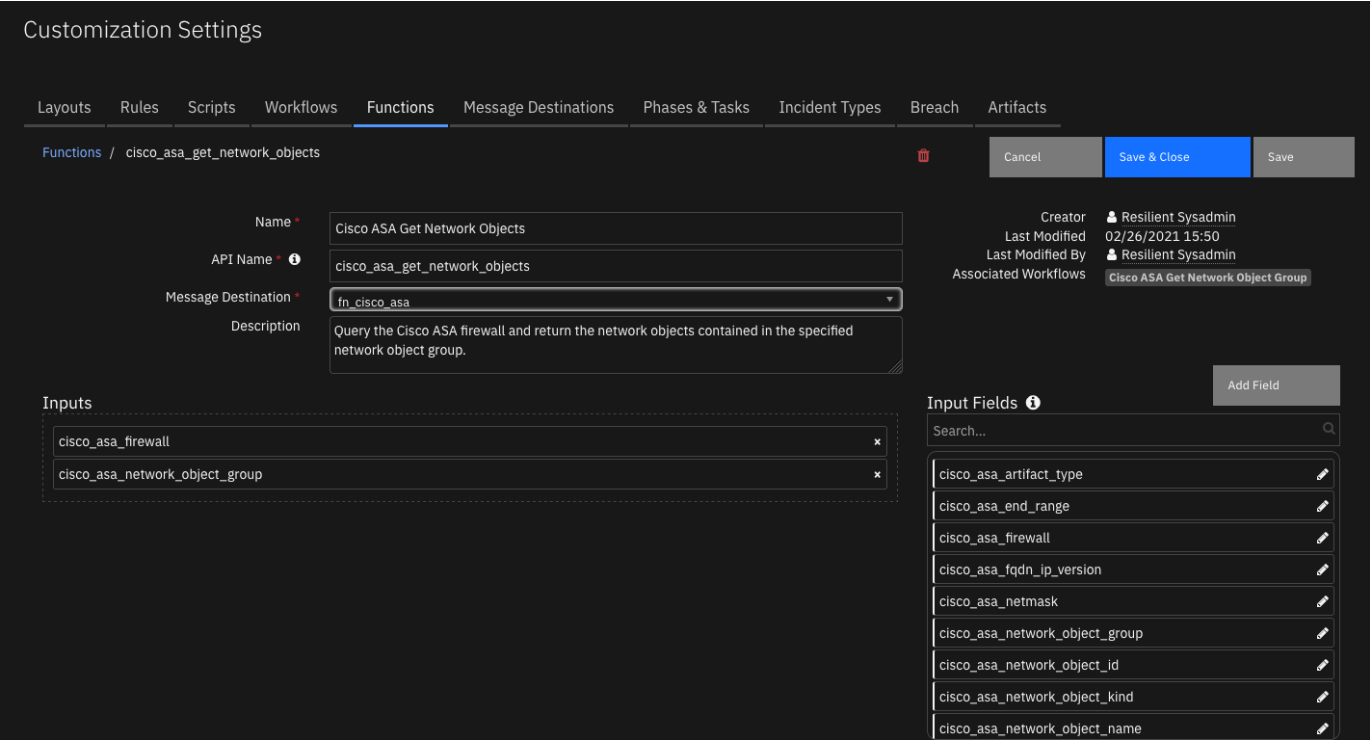 Customization Settings
Layouts Rules Scripts Workflows Functions Message Destinations Phases & Tasks Incident Types Breach Artifacts
Functions / cisco_asa_get_network_objects
Cancel Save & Close Save
Name * Cisco ASA Get Network Objects
API Name * cisco_asa_get_network_objects
Message Destination * fn_cisco_asa
Description Query the Cisco ASA firewall and return the network objects contained in the specified
network object group.
Creator Resilient Sysadmin
Last Modified 02/26/2021 15:50
Last Modified By Resilient Sysadmin
Associated Workflows Cisco ASA Get Network Object Group
Inputs
cisco_asa_firewall ×
cisco_asa_network_object_group ×
Add Field
Input Fields
Search...
cisco_asa_artifact_type
cisco_asa_end_range
cisco_asa_firewall
cisco_asa_fqdn_ip_version
cisco_asa_netmask
cisco_asa_network_object_group
cisco_asa_network_object_id
cisco_asa_network_object_kind
cisco_asa_network_object_name